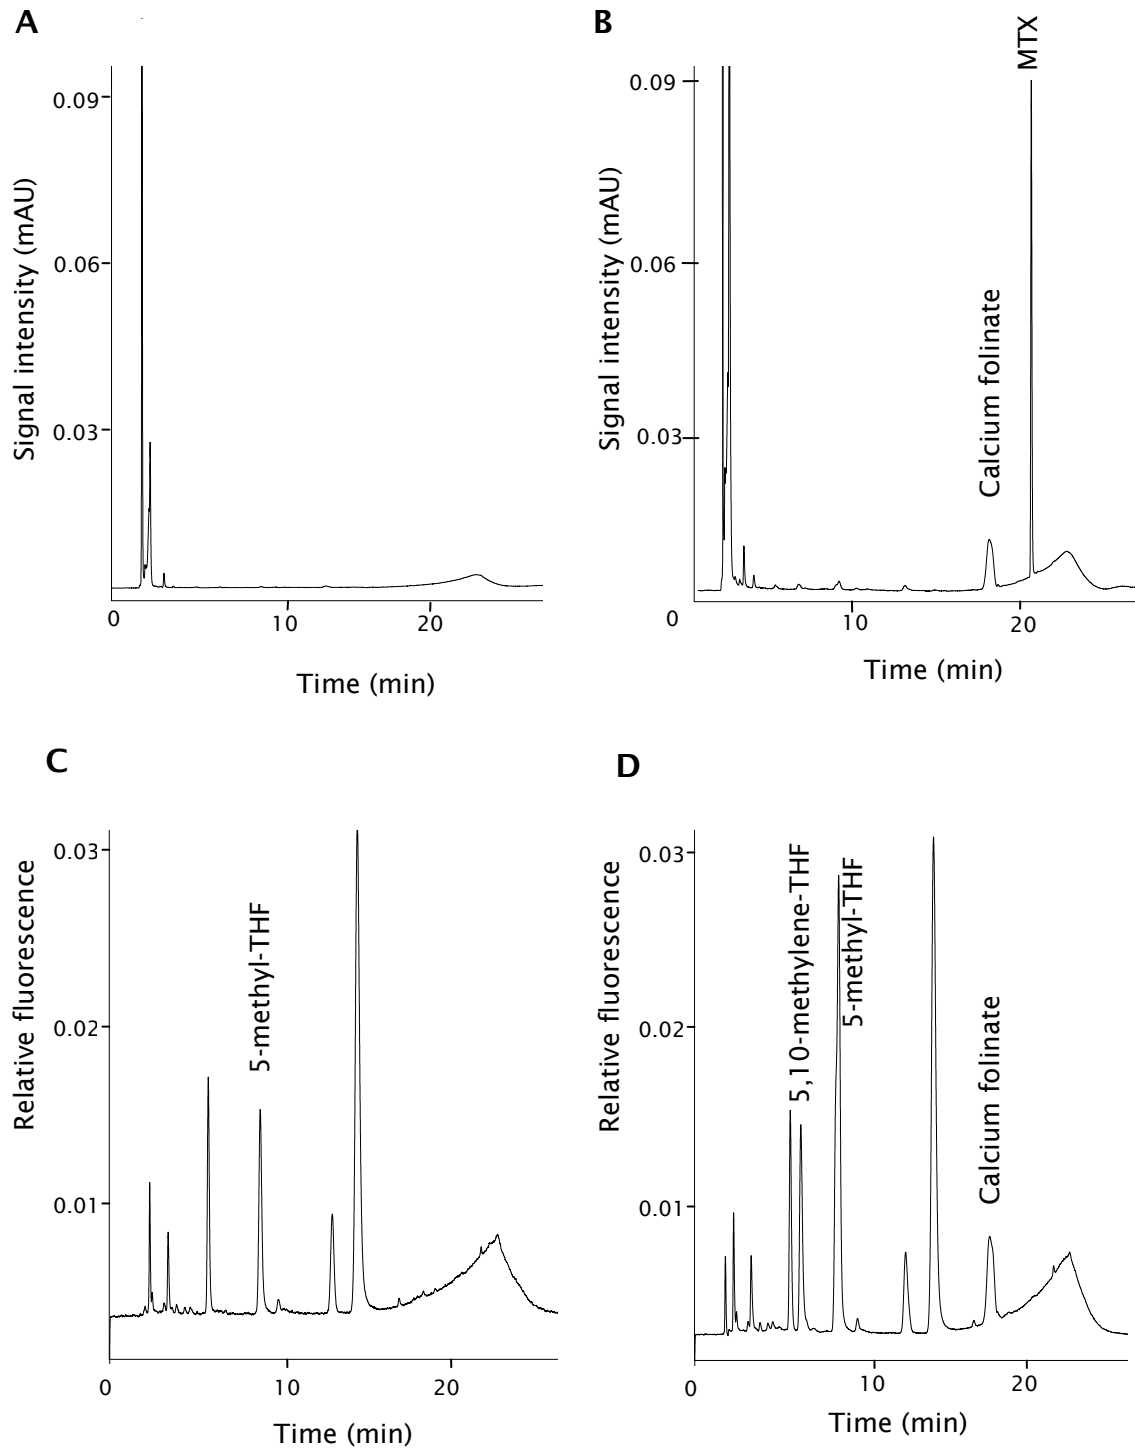 A
Signal intensity (mAU)
0.09
0.06
0.03
0
10
20
Time (min)
B
Signal intensity (mAU)
0.09
0.06
0.03
0
10
20
Time (min)
Calcium folinate
MTX
C
Relative fluorescence
0.03
0.02
0.01
0
10
20
Time (min)
5-methyl-THF
D
Relative fluorescence
0.03
0.02
0.01
0
10
20
Time (min)
5,10-methylene-THF
5-methyl-THF
Calcium folinate